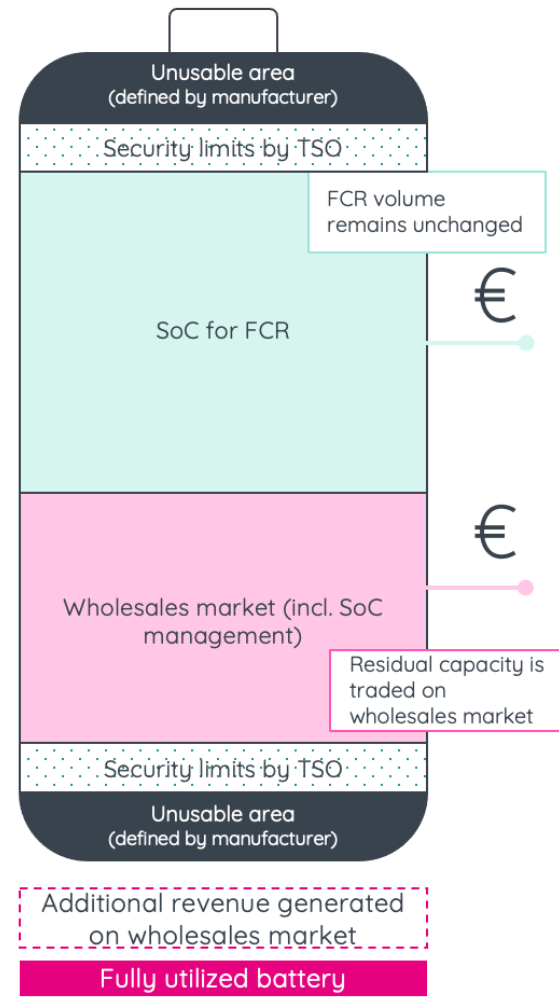 Unusable area
(defined by manufacturer)
Security limits by TSO
FCR volume
remains unchanged
€
SoC for FCR
€
Wholesales market (incl. SoC
management)
Residual capacity is
traded on
wholesales market
Security limits by TSO
Unusable area
(defined by manufacturer)
Additional revenue generated
on wholesales market
Fully utilized battery